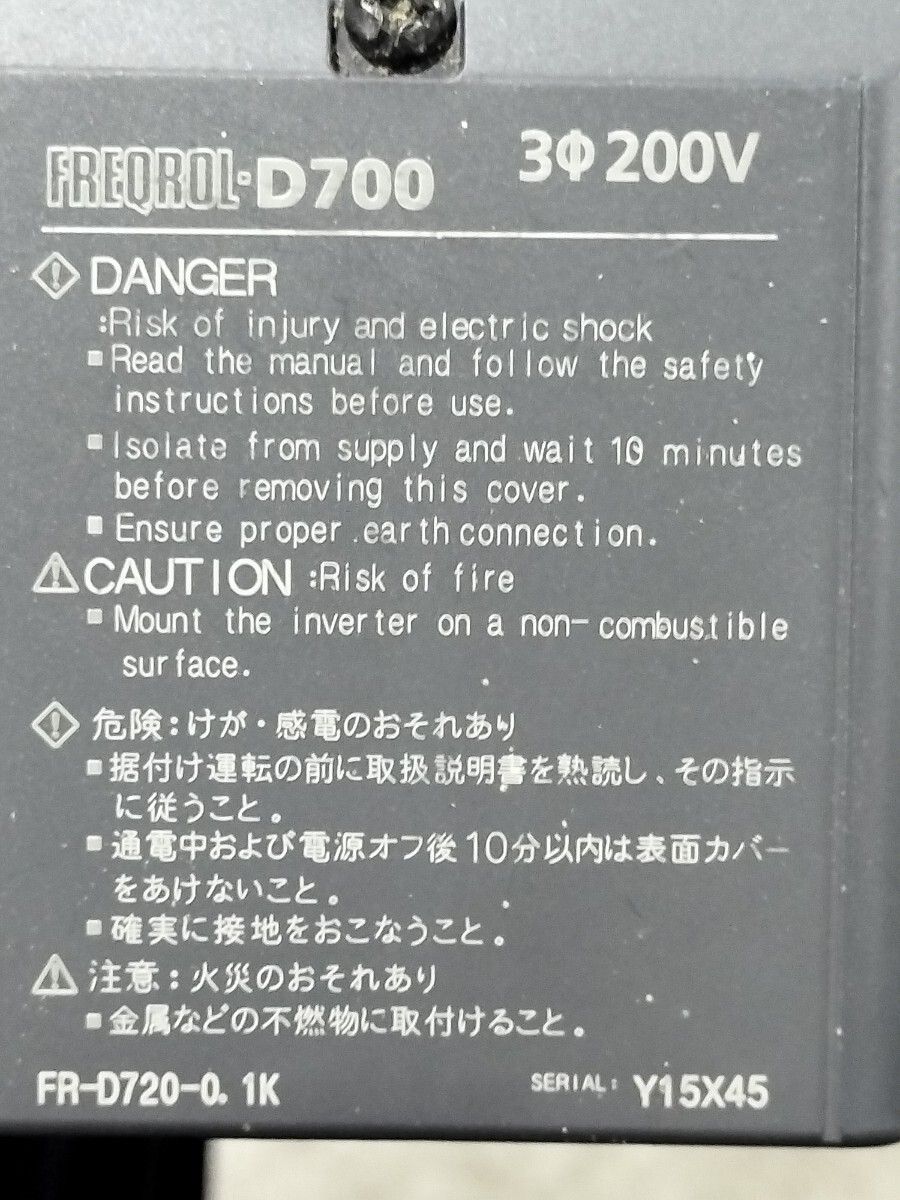 FREQROL-D700 3Φ200V
DANGER
:Risk of injury and electric shock
▪Read the manual and follow the safety
instructions before use.
▪Isolate from supply and wait 10 minutes
before removing this cover.
▪Ensure proper earth connection.
CAUTION :Risk of fire
▪Mount the inverter on a non-combustible
surface.
危険：けが・感電のおそれあり
▪据付け運転の前に取扱説明書を熟読し、その指示
に従うこと。
▪通電中および電源オフ後10分以内は表面カバー
をあけないこと。
▪確実に接地をおこなうこと。
注意：火災のおそれあり
▪金属などの不燃物に取付けること。
FR-D720-0.1K SERIAL: Y15X45